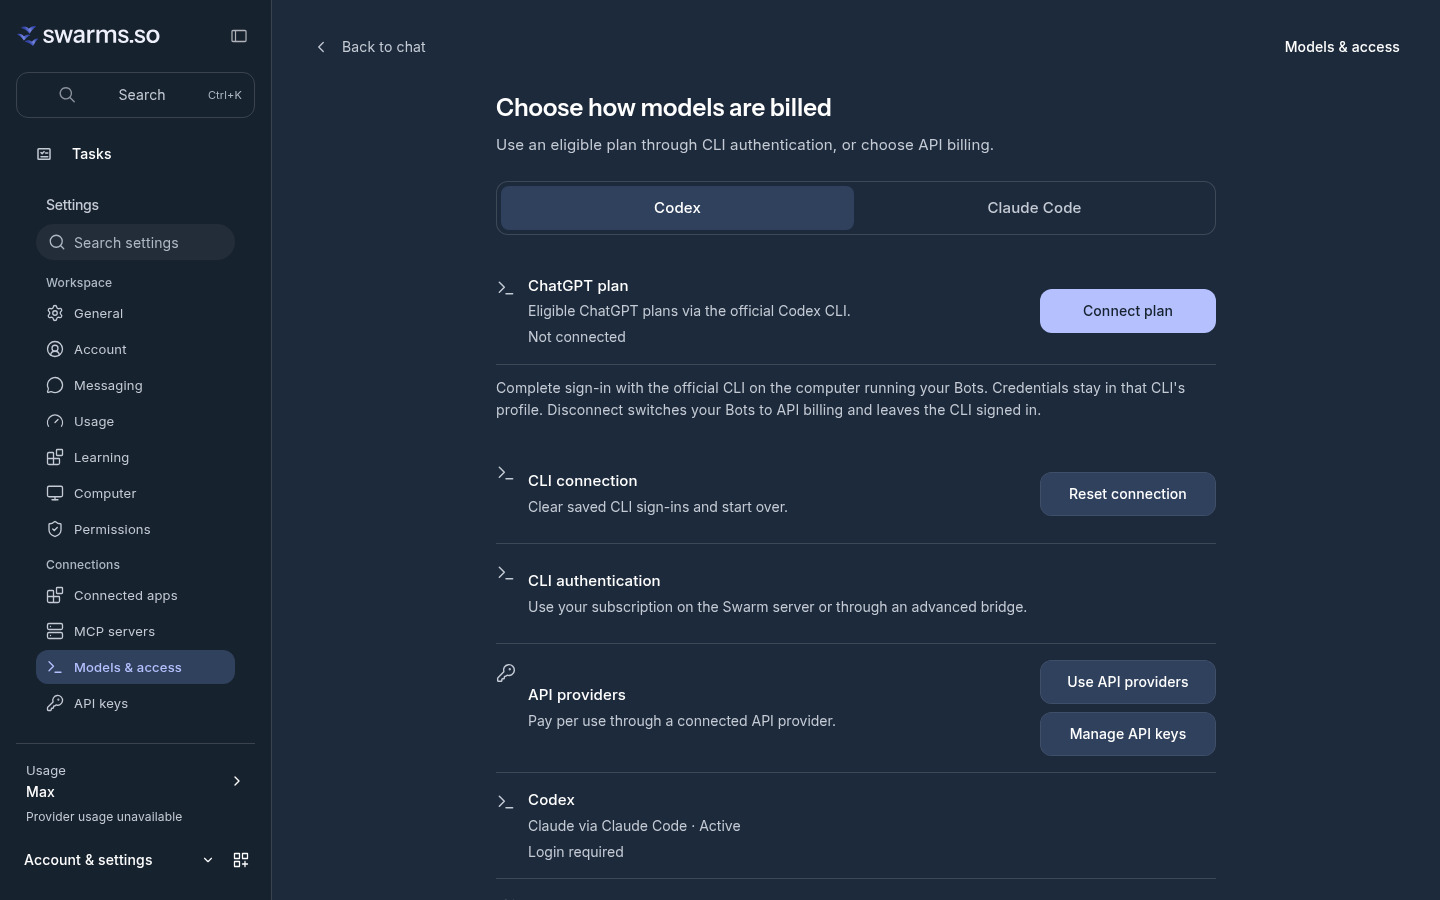 swarms.so
Search Ctrl+K
Tasks
Settings
Search settings
Workspace
General
Account
Messaging
Usage
Learning
Computer
Permissions
Connections
Connected apps
MCP servers
Models & access
API keys
Usage
Max
Provider usage unavailable
Account & settings
Back to chat
Models & access
Choose how models are billed
Use an eligible plan through CLI authentication, or choose API billing.
Codex
Claude Code
ChatGPT plan
Eligible ChatGPT plans via the official Codex CLI.
Not connected
Connect plan
Complete sign-in with the official CLI on the computer running your Bots. Credentials stay in that CLI's
profile. Disconnect switches your Bots to API billing and leaves the CLI signed in.
CLI connection
Clear saved CLI sign-ins and start over.
Reset connection
CLI authentication
Use your subscription on the Swarm server or through an advanced bridge.
API providers
Pay per use through a connected API provider.
Use API providers
Manage API keys
Codex
Claude via Claude Code · Active
Login required